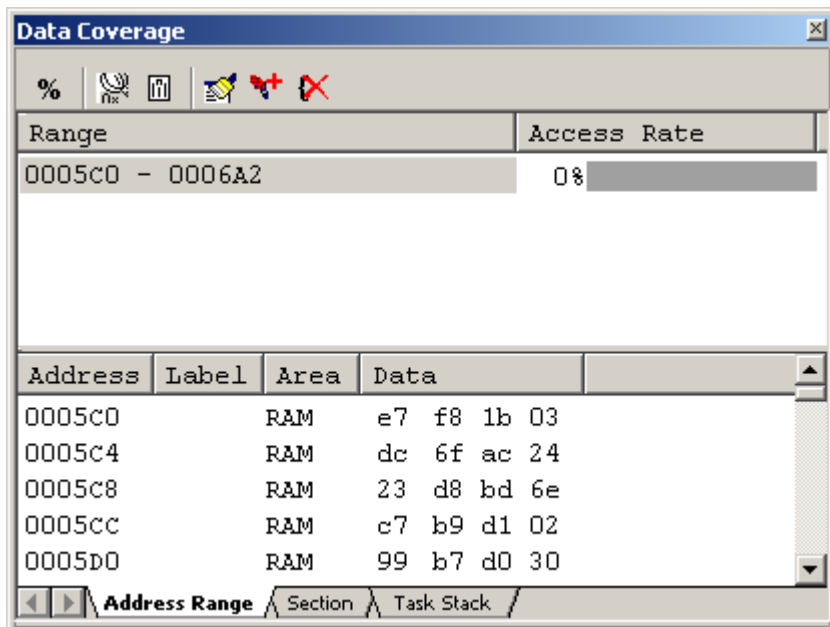 Data Coverage
%
Range Access Rate
0005C0 - 0006A2 0%
Address Label Area Data
0005C0 RAM e7 f8 1b 03
0005C4 RAM dc 6f ac 24
0005C8 RAM 23 d8 bd 6e
0005CC RAM c7 b9 d1 02
0005D0 RAM 99 b7 d0 30
Address Range Section Task Stack